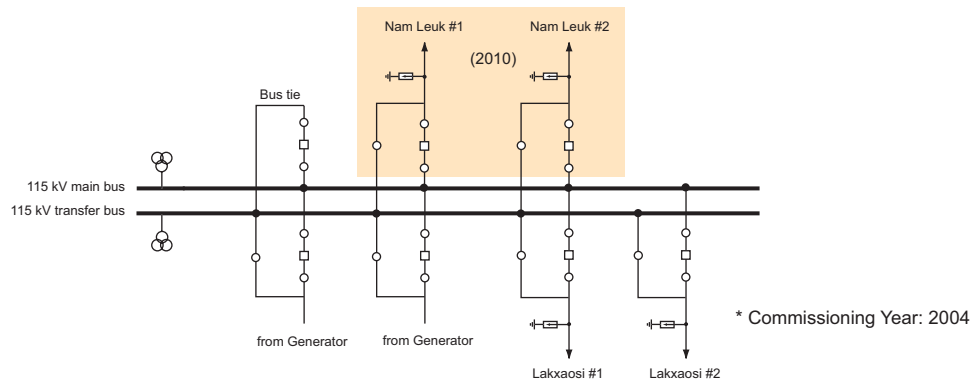 Nam Leuk #1
Nam Leuk #2
(2010)
Bus tie
115 kV main bus
115 kV transfer bus
from Generator
from Generator
* Commissioning Year: 2004
Lakxaosi #1
Lakxaosi #2